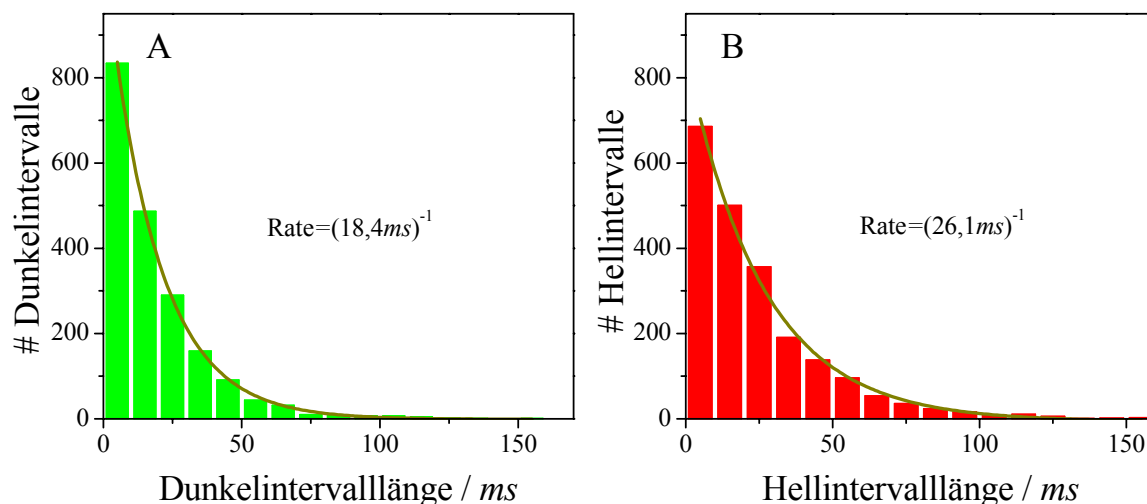 A
# Dunkelintervalle
800
600
400
200
0
Rate=(18,4ms)-1
0
50
100
150
Dunkelintervalllänge / ms
B
# Hellintervalle
800
600
400
200
0
Rate=(26,1ms)-1
0
50
100
150
Hellintervalllänge / ms